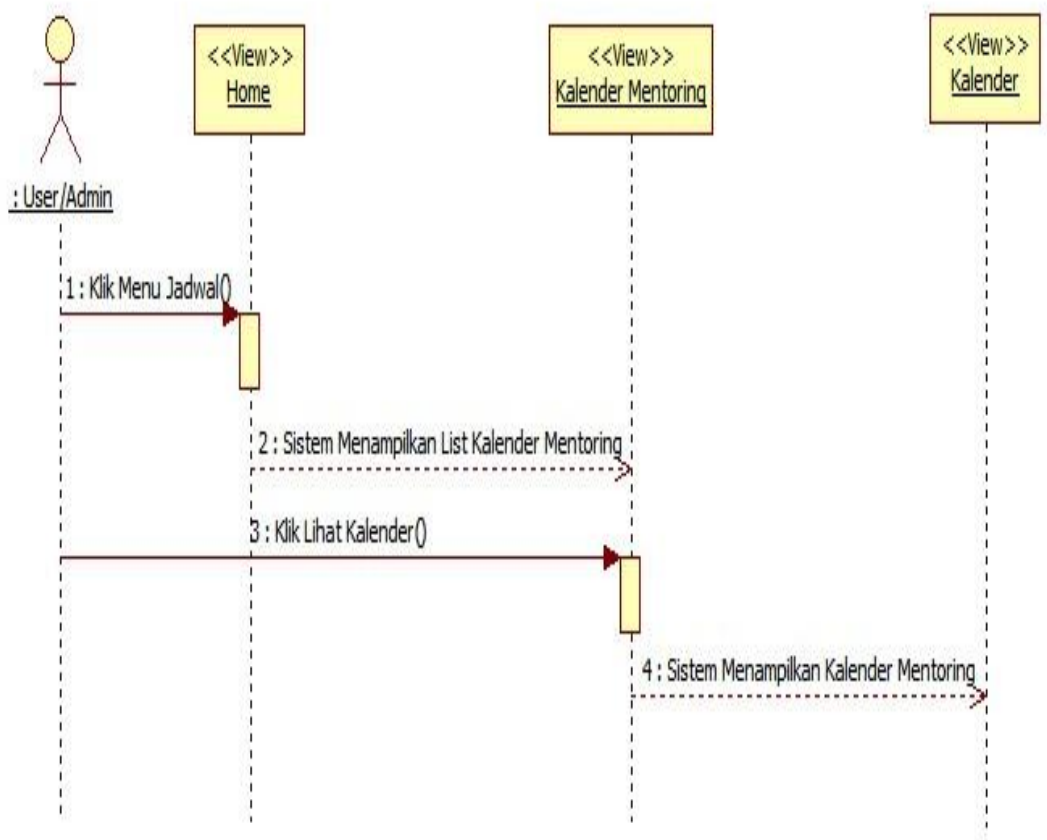 <<View>>
Home
<<View>>
Kalender Mentoring
<<View>>
Kalender
: User/Admin
1 : Klik Menu Jadwal()
2 : Sistem Menampilkan List Kalender Mentoring
3 : Klik Lihat Kalender()
4 : Sistem Menampilkan Kalender Mentoring